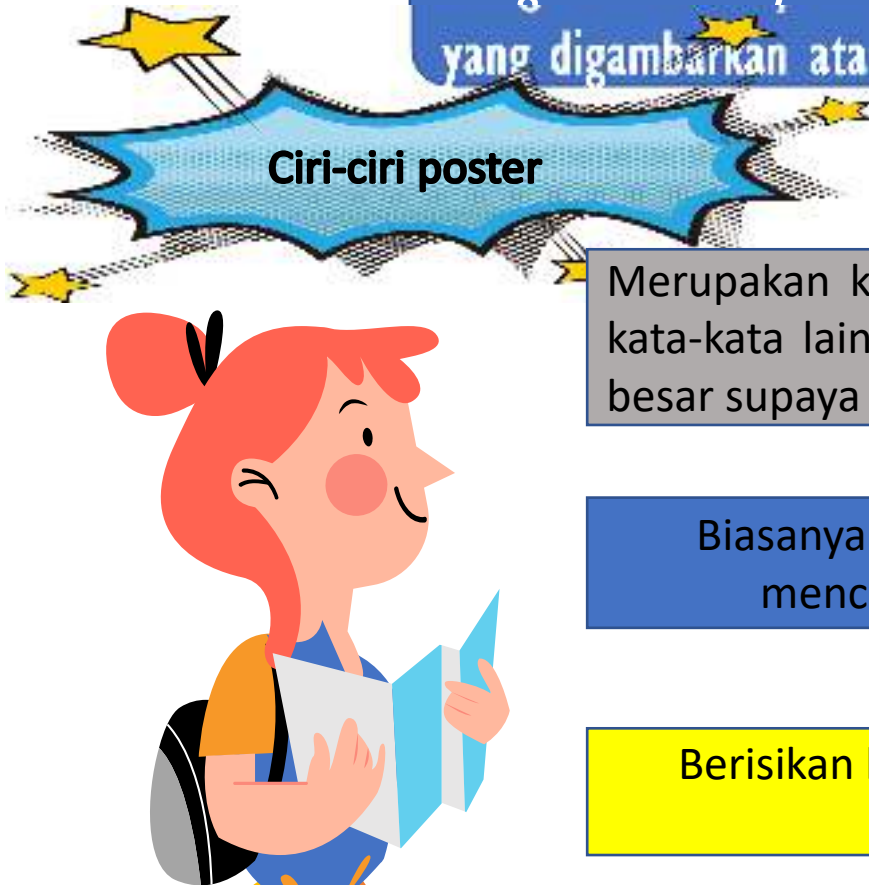 yang digambarkan ata
Ciri-ciri poster
Merupakan k
kata-kata lain
besar supaya
Biasanya
menc
Berisikan